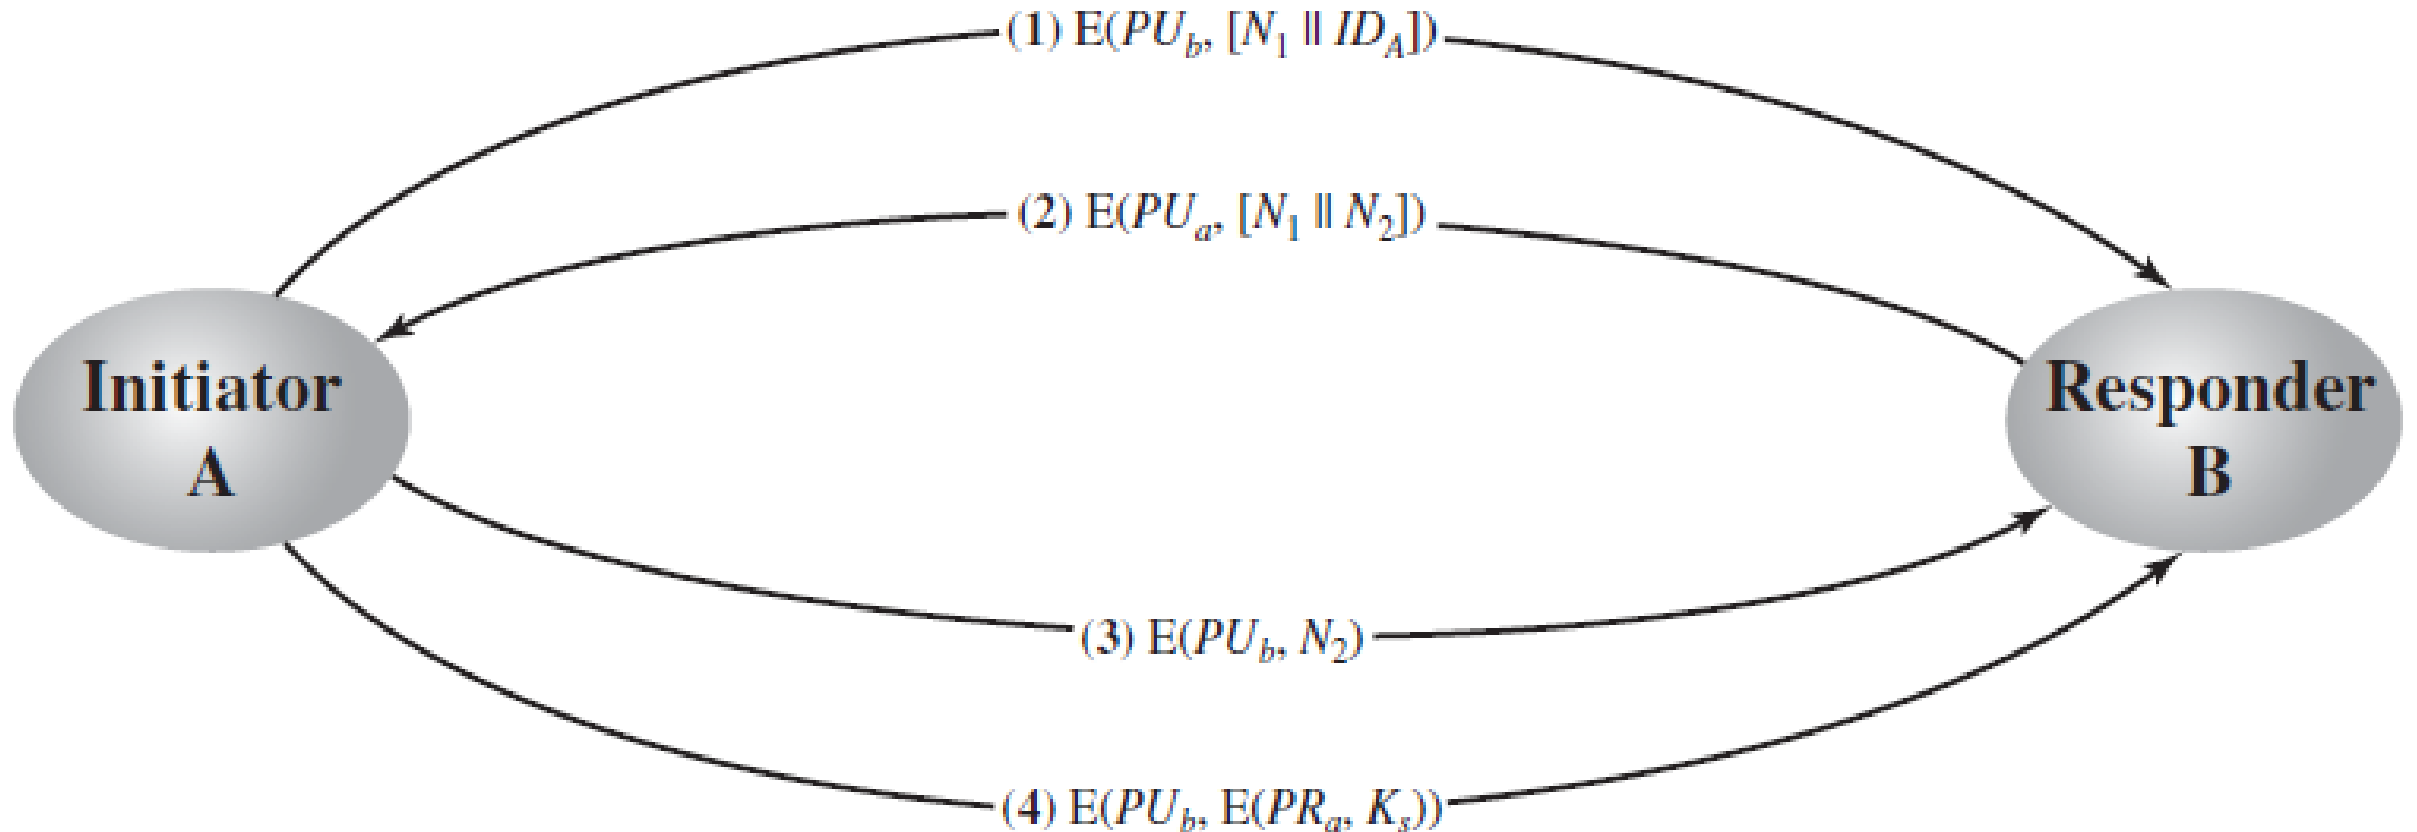 (1) E(PU_b, [N_1 || ID_A])
(2) E(PU_a, [N_1 || N_2])
Initiator
A
Responder
B
(3) E(PU_b, N_2)
(4) E(PU_b, E(PR_a, K_s))